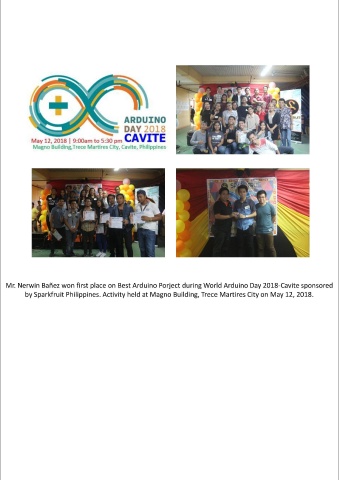 ARDUINO
DAY 2018
CAVITE
May 12, 2018 | 9:00am to 5:30 pm
Magno Building,Trece Martires City, Cavite, Philippines
Mr. Nerwin Bañez won first place on Best Arduino Porject during World Arduino Day 2018-Cavite sponsored
by Sparkfruit Philippines. Activity held at Magno Building, Trece Martires City on May 12, 2018.